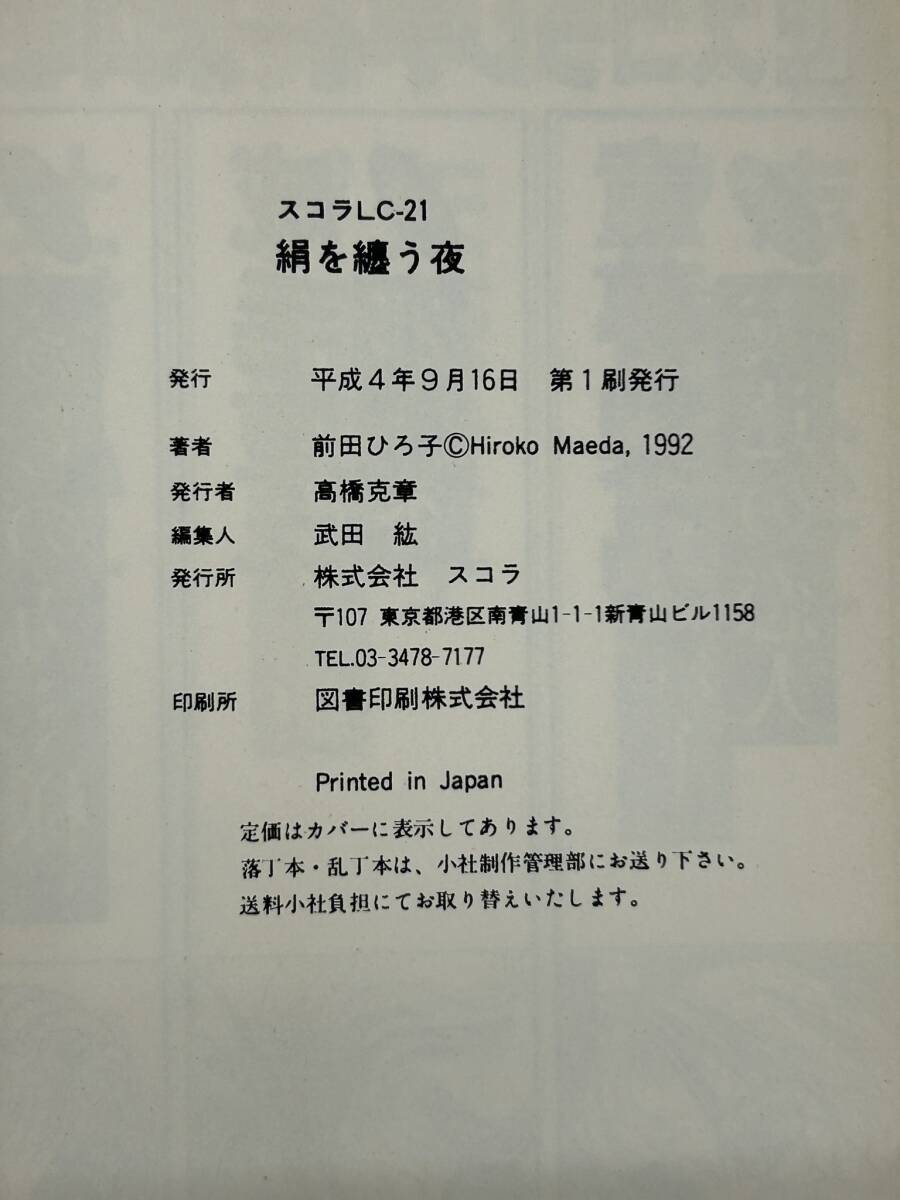 スコラLC-21
絹を纏う夜
発行 平成4年9月16日 第1刷発行
著者 前田ひろ子©Hiroko Maeda, 1992
発行者 高橋克章
編集人 武田 紘
発行所 株式会社 スコラ
〒107 東京都港区南青山1-1-1新青山ビル1158
TEL.03-3478-7177
印刷所 図書印刷株式会社
Printed in Japan
定価はカバーに表示してあります。
落丁本・乱丁本は、小社制作管理部にお送り下さい。
送料小社負担にてお取り替えいたします。